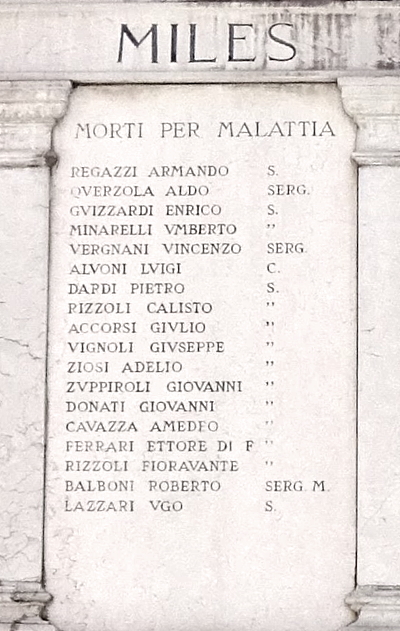 MILES
MORTI PER MALATTIA
REGAZZI ARMANDO S.
QVERZOLA ALDO SERG.
GVIZZARDI ENRICO S.
MINARELLI VMBERTO "
VERGNANI VINCENZO SERG.
ALVONI LVIGI C.
DARDI PIETRO S.
RIZZOLI CALISTO "
ACCORSI GIVLIO "
VIGNOLI GIVSEPPE "
ZIOSI ADELIO "
ZVPPIROLI GIOVANNI "
DONATI GIOVANNI "
CAVAZZA AMEDEO "
FERRARI ETTORE DI F "
RIZZOLI FIORAVANTE "
BALBONI ROBERTO SERG. M.
LAZZARI VGO S.